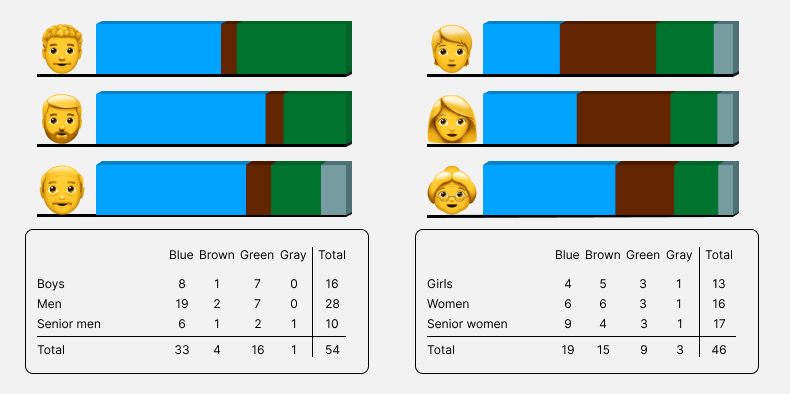 Blue Brown Green Gray Total
Boys 8 1 7 0 16
Men 19 2 7 0 28
Senior men 6 1 2 1 10
Total 33 4 16 1 54
Blue Brown Green Gray Total
Girls 4 5 3 1 13
Women 6 6 3 1 16
Senior women 9 4 3 1 17
Total 19 15 9 3 46